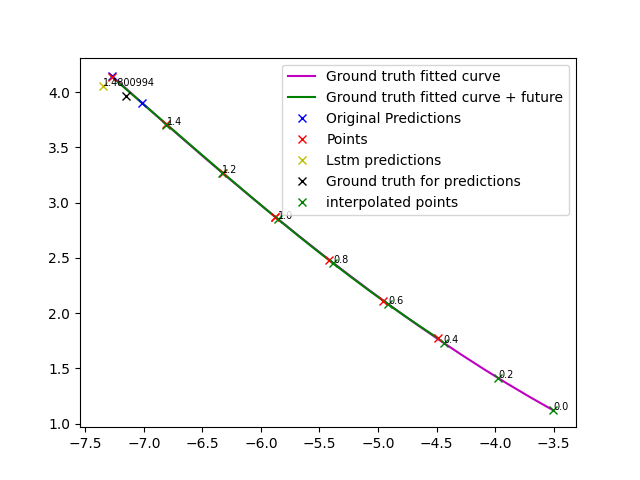 1.4800994
1.4
1.2
1.0
0.8
0.6
0.4
0.2
0.0
Ground truth fitted curve
Ground truth fitted curve + future
Original Predictions
Points
Lstm predictions
Ground truth for predictions
interpolated points
4.0
3.5
3.0
2.5
2.0
1.5
1.0
−7.5 −7.0 −6.5 −6.0 −5.5 −5.0 −4.5 −4.0 −3.5